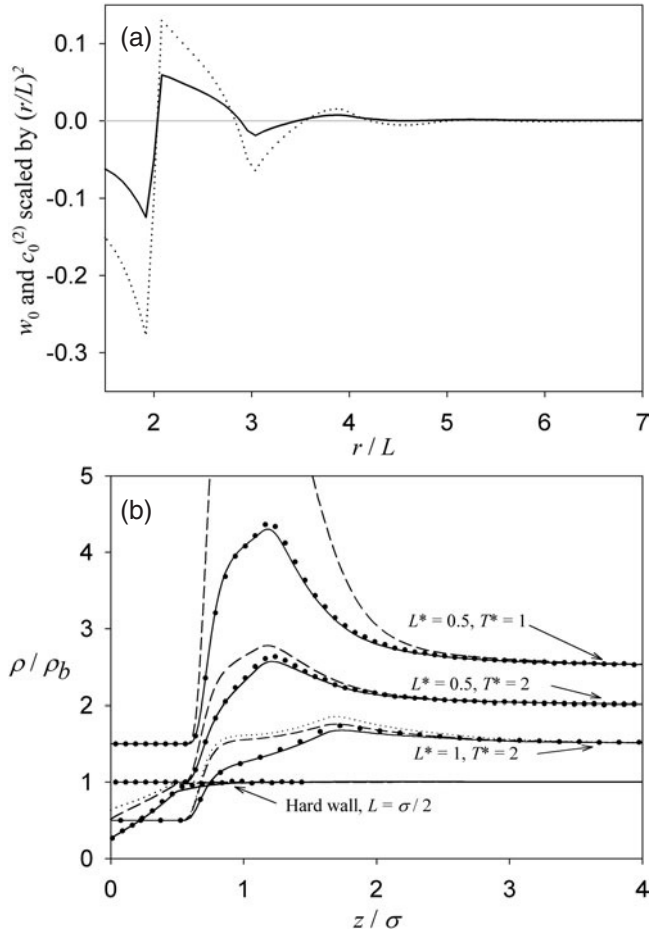 (a)
0.1
0.0
-0.1
-0.2
-0.3
w₀ and c₀⁽²⁾ scaled by (r/L)²
2 3 4 5 6 7
r / L
(b)
5
4
3
2
1
0
ρ / ρ_b
L* = 0.5, T* = 1
L* = 0.5, T* = 2
L* = 1, T* = 2
Hard wall, L = σ/2
0 1 2 3 4
z / σ